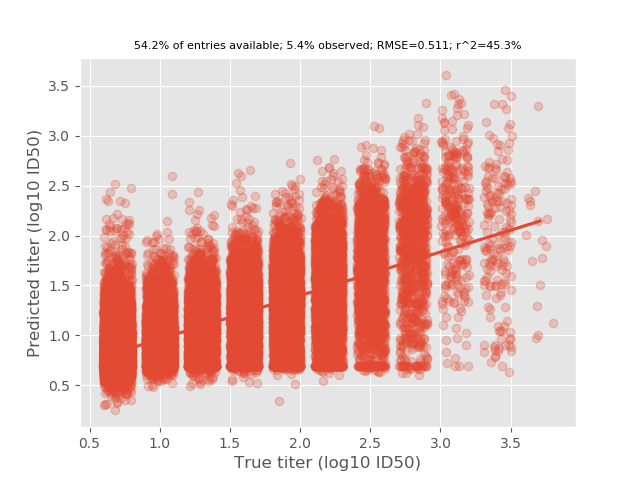 54.2% of entries available; 5.4% observed; RMSE=0.511; r^2=45.3%
Predicted titer (log10 ID50)
3.5
3.0
2.5
2.0
1.5
1.0
0.5
0.5 1.0 1.5 2.0 2.5 3.0 3.5
True titer (log10 ID50)